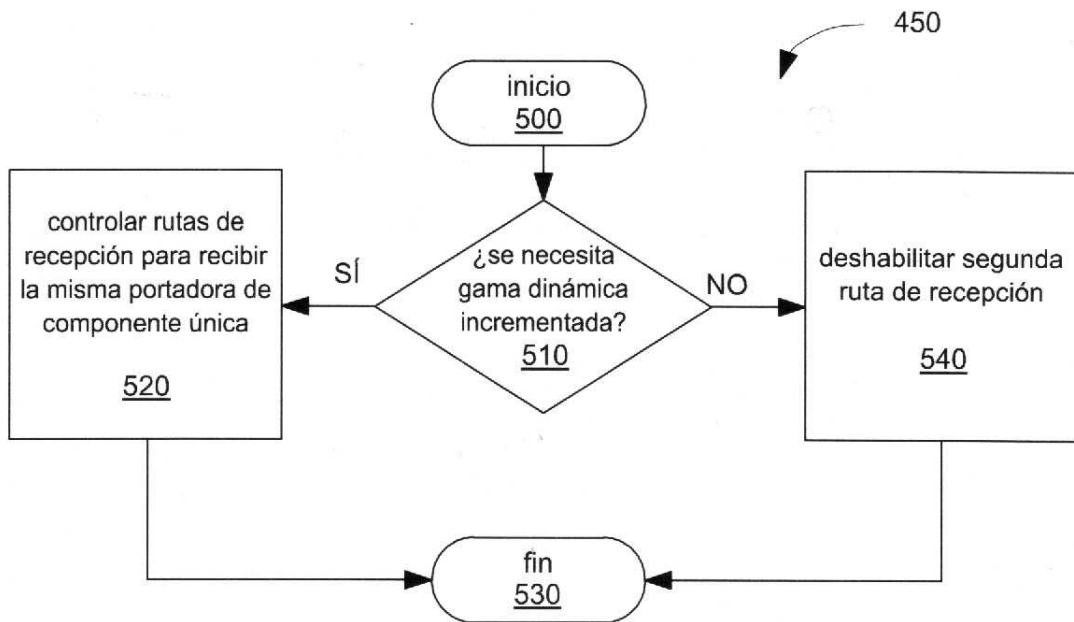 450
inicio
500
¿se necesita
gama dinámica
incrementada?
510
SÍ
NO
controlar rutas de
recepción para recibir
la misma portadora de
componente única
520
deshabilitar segunda
ruta de recepción
540
fin
530